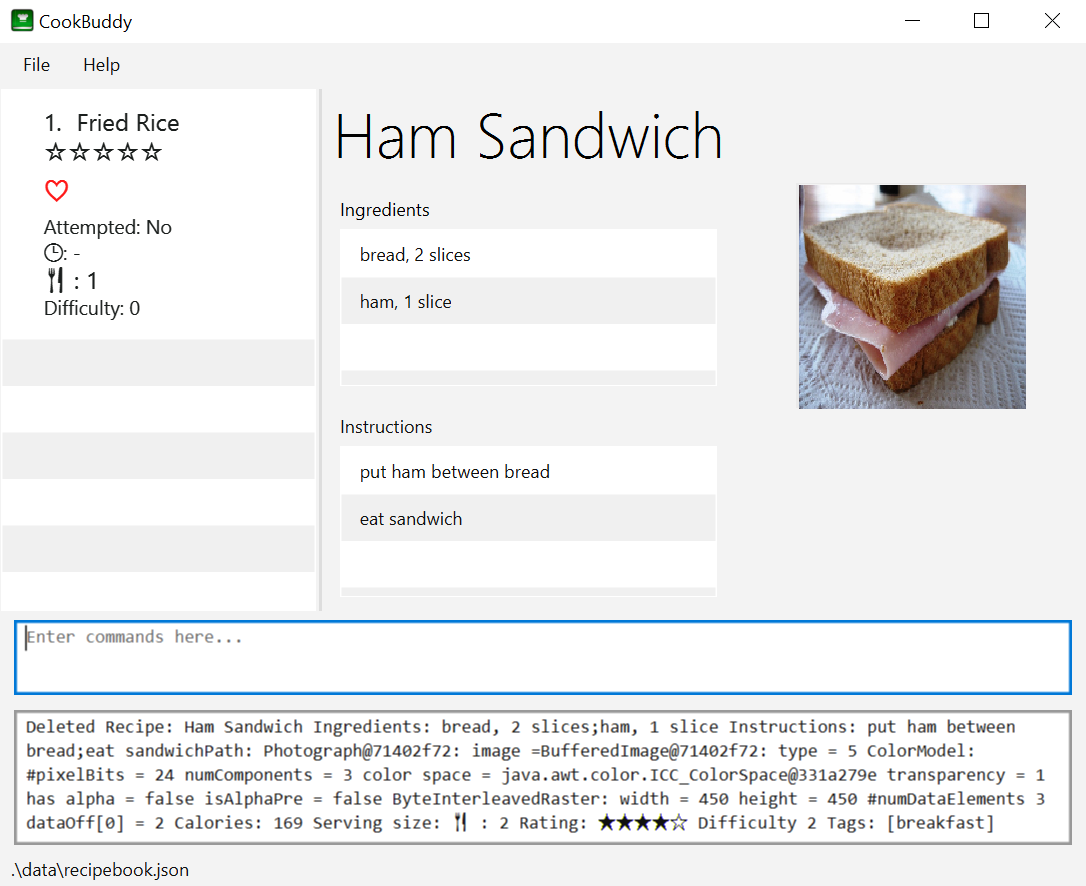 CookBuddy
File Help
1. Fried Rice
☆☆☆☆☆
Attempted: No
: -
: 1
Difficulty: 0
Ham Sandwich
Ingredients
bread, 2 slices
ham, 1 slice
Instructions
put ham between bread
eat sandwich
Enter commands here...
Deleted Recipe: Ham Sandwich Ingredients: bread, 2 slices;ham, 1 slice Instructions: put ham between
bread;eat sandwichPath: Photograph@71402f72: image =BufferedImage@71402f72: type = 5 ColorModel:
#pixelBits = 24 numComponents = 3 color space = java.awt.color.ICC_ColorSpace@331a279e transparency = 1
has alpha = false isAlphaPre = false ByteInterleavedRaster: width = 450 height = 450 #numDataElements 3
dataOff[0] = 2 Calories: 169 Serving size: 🍴 : 2 Rating: ★★★★☆ Difficulty 2 Tags: [breakfast]
.\data\recipebook.json